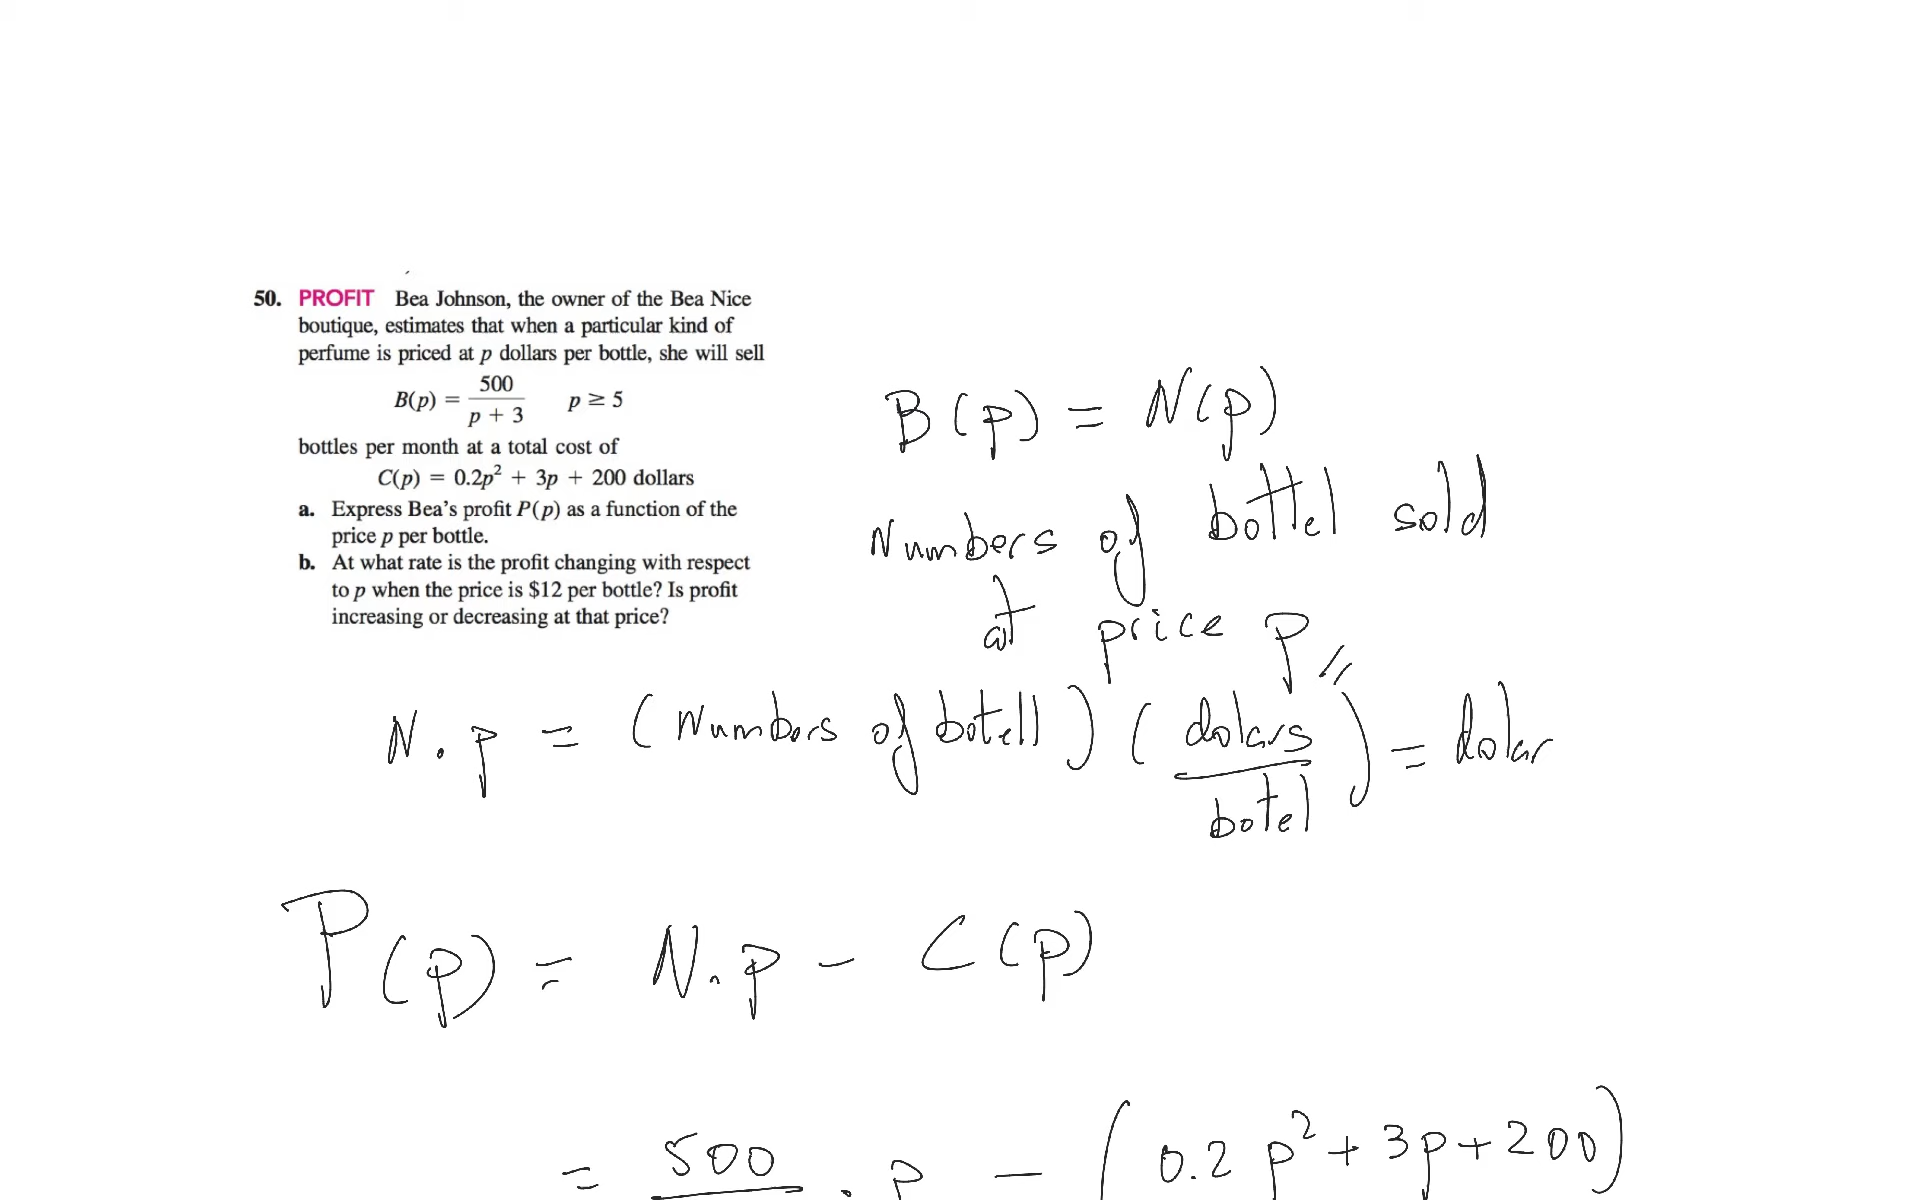 50. PROFIT Bea Johnson, the owner of the Bea Nice
boutique, estimates that when a particular kind of
perfume is priced at p dollars per bottle, she will sell
B(p) = 500 / (p + 3) p ≥ 5
bottles per month at a total cost of
C(p) = 0.2p² + 3p + 200 dollars
a. Express Bea's profit P(p) as a function of the
price p per bottle.
b. At what rate is the profit changing with respect
to p when the price is $12 per bottle? Is profit
increasing or decreasing at that price?
B(p) = N(p)
Numbers of bottel sold
at price p
N . p = (Numbers of botell) (dolars / botel) = dolar
P(p) = N.p - C(p)
= 500 . p - (0.2 p² + 3p + 200)